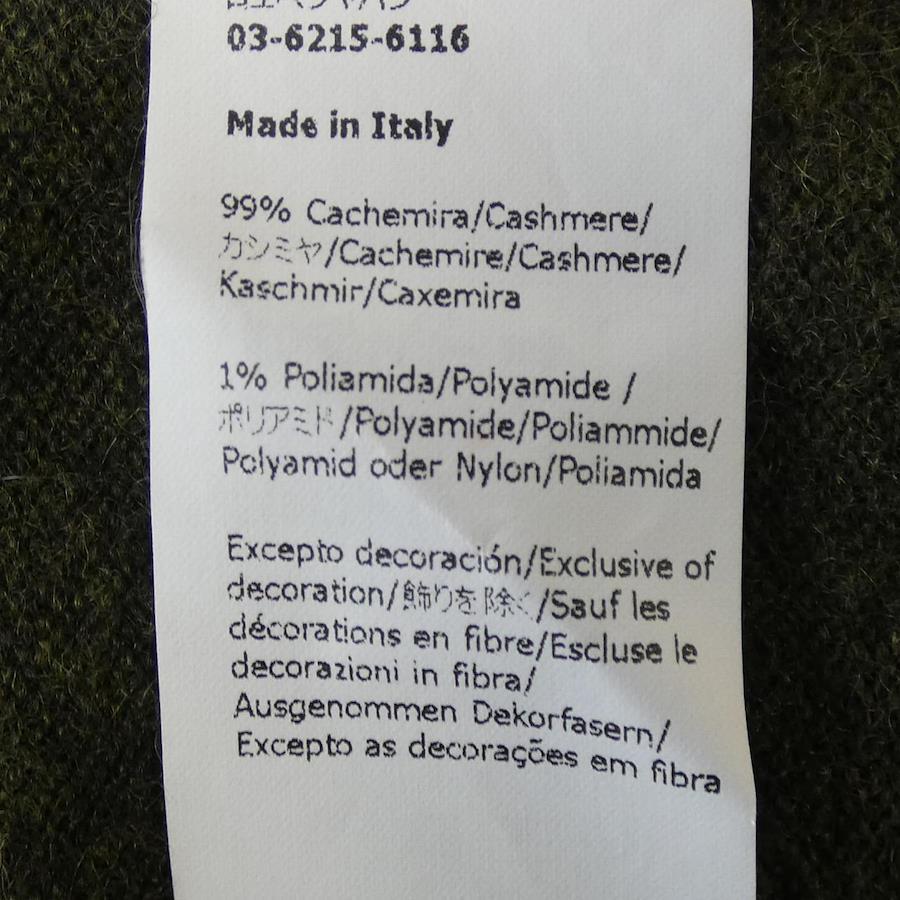 03-6215-6116
Made in Italy
99% Cachemira/Cashmere/
カシミヤ/Cachemire/Cashmere/
Kaschmir/Caxemira
1% Poliamida/Polyamide /
ポリアミド/Polyamide/Poliammide/
Polyamid oder Nylon/Poliamida
Excepto decoración/Exclusive of
decoration/飾りを除く/Sauf les
décorations en fibre/Escluse le
decorazioni in fibra/
Ausgenommen Dekorfasern/
Excepto as decorações em fibra